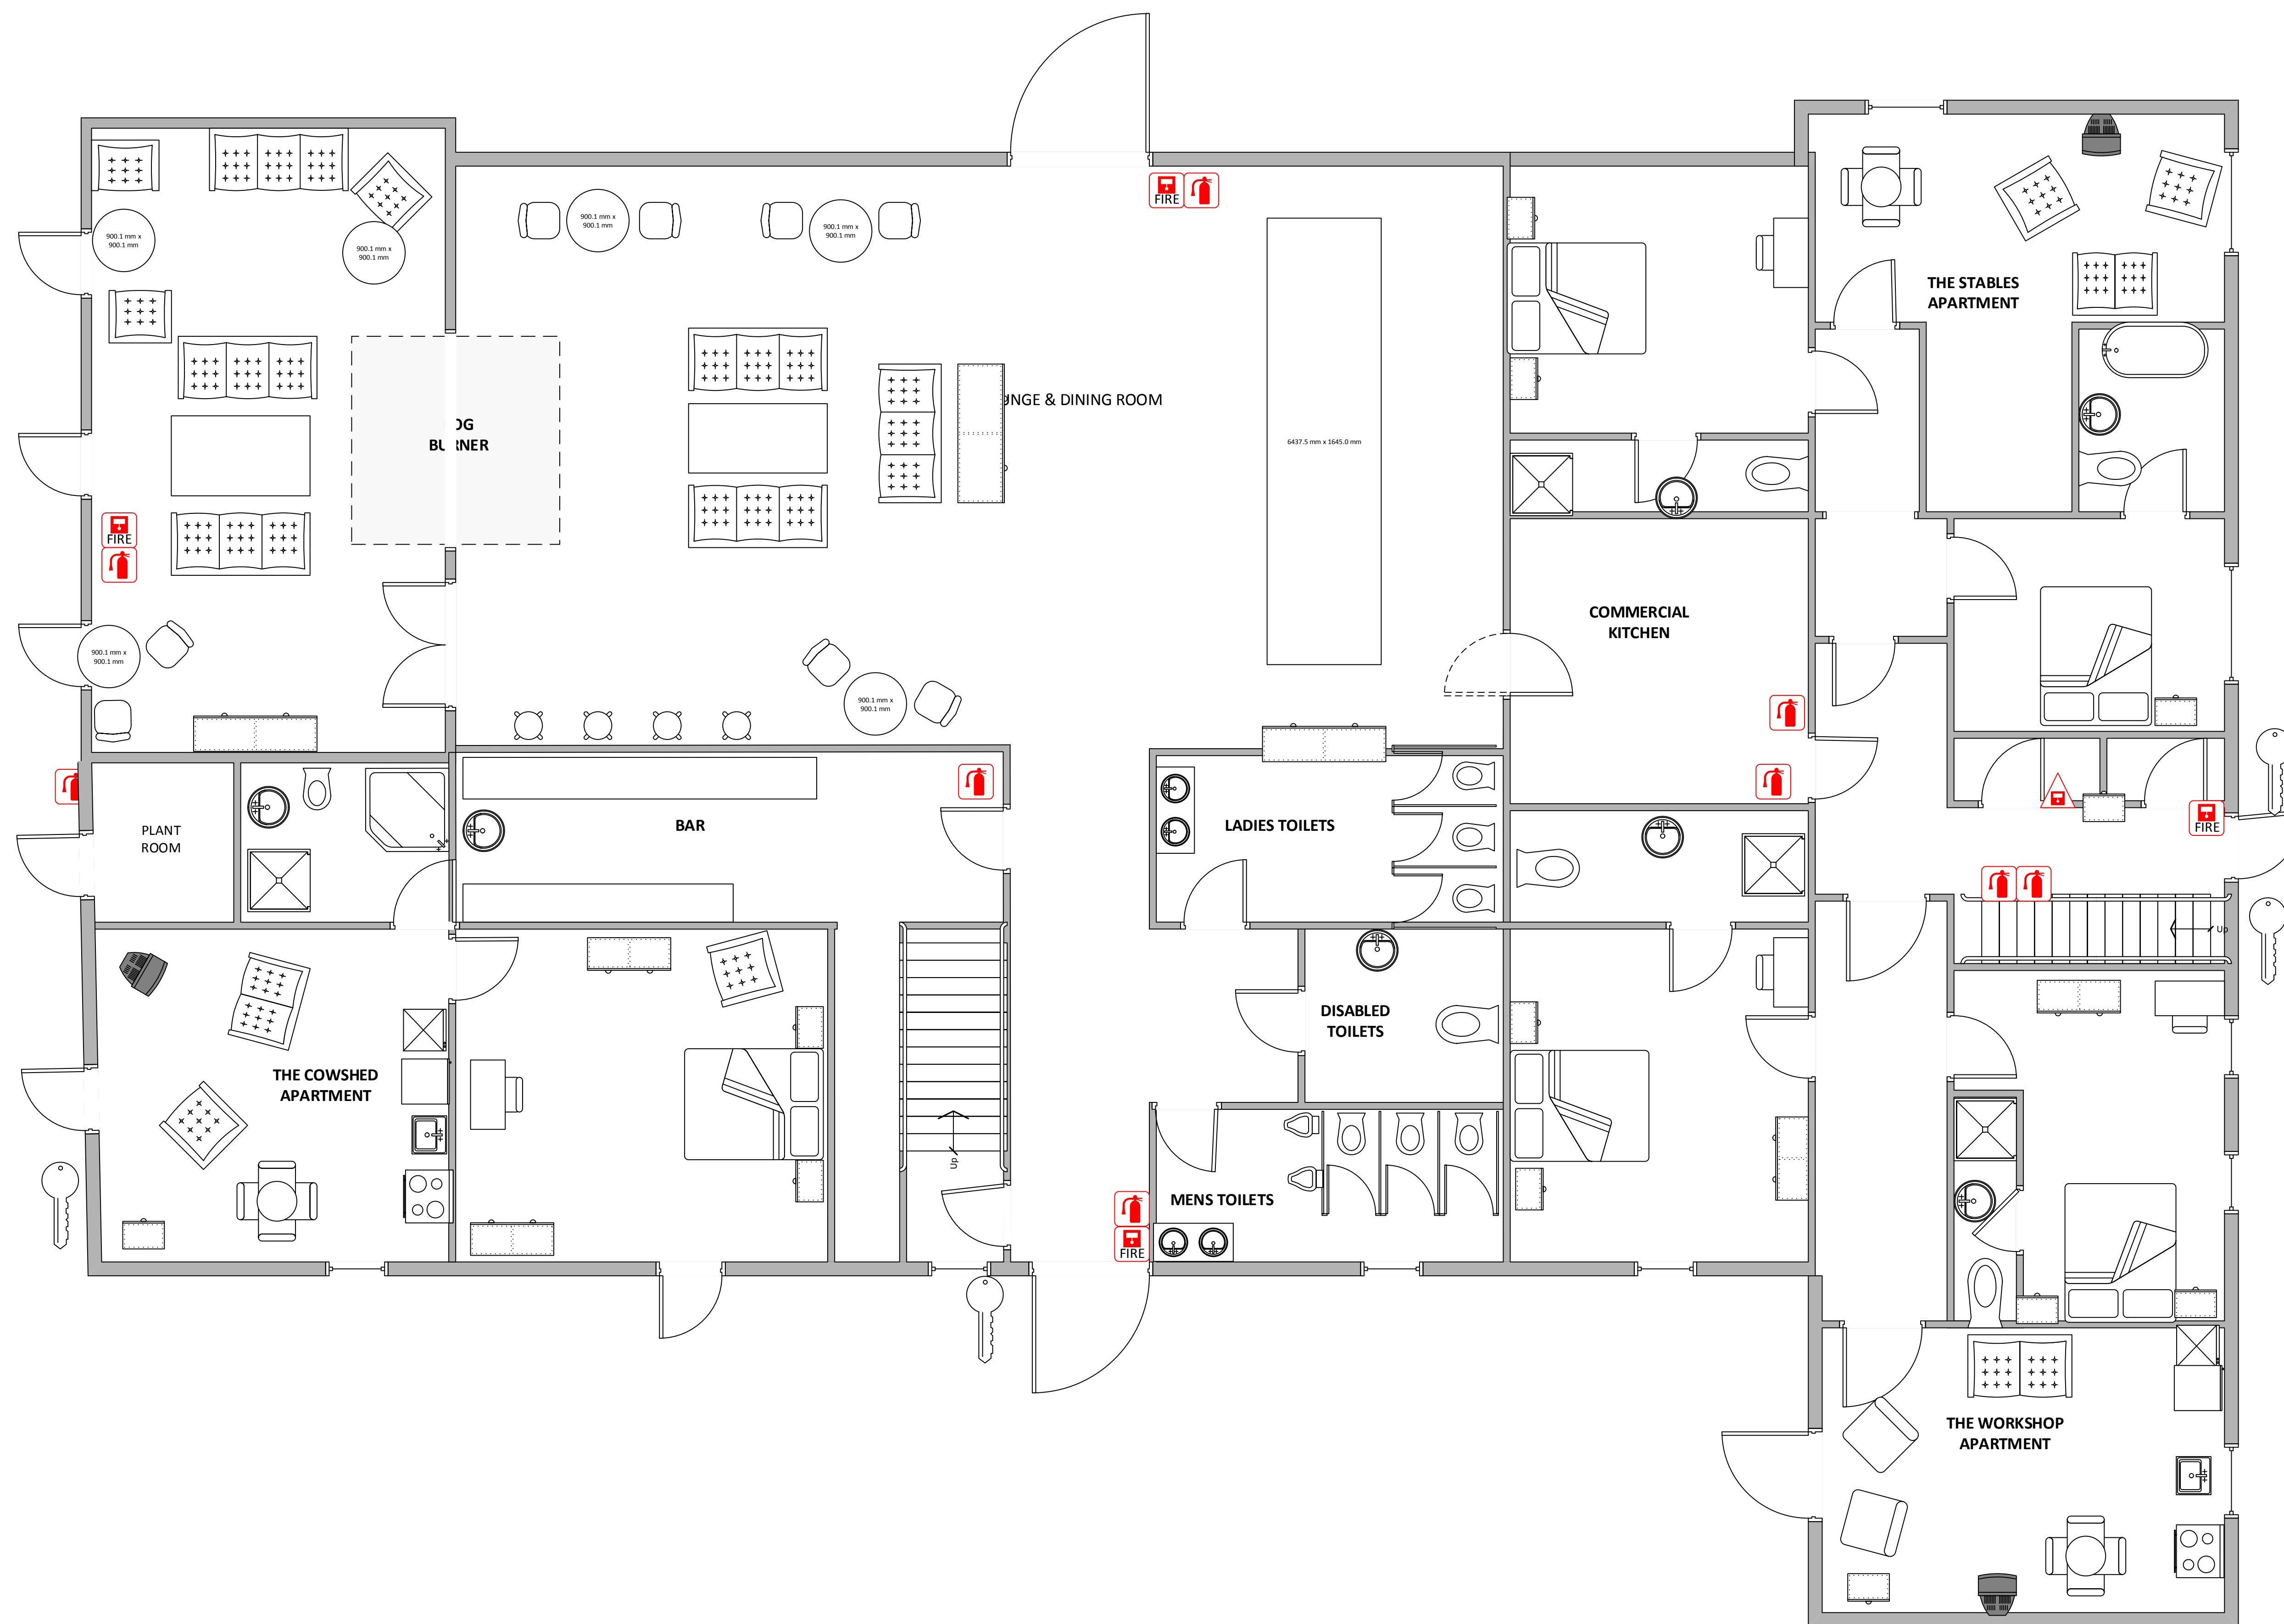 FIRE
900.1 mm x
900.1 mm
900.1 mm x
900.1 mm
900.1 mm x
900.1 mm
900.1 mm x
900.1 mm
THE STABLES
APARTMENT
UNGE & DINING ROOM
OG
BURNER
6437.5 mm x 1645.0 mm
FIRE
COMMERCIAL
KITCHEN
900.1 mm x
900.1 mm
900.1 mm x
900.1 mm
PLANT
ROOM
BAR
LADIES TOILETS
FIRE
Up
DISABLED
TOILETS
THE COWSHED
APARTMENT
Up
MENS TOILETS
FIRE
THE WORKSHOP
APARTMENT